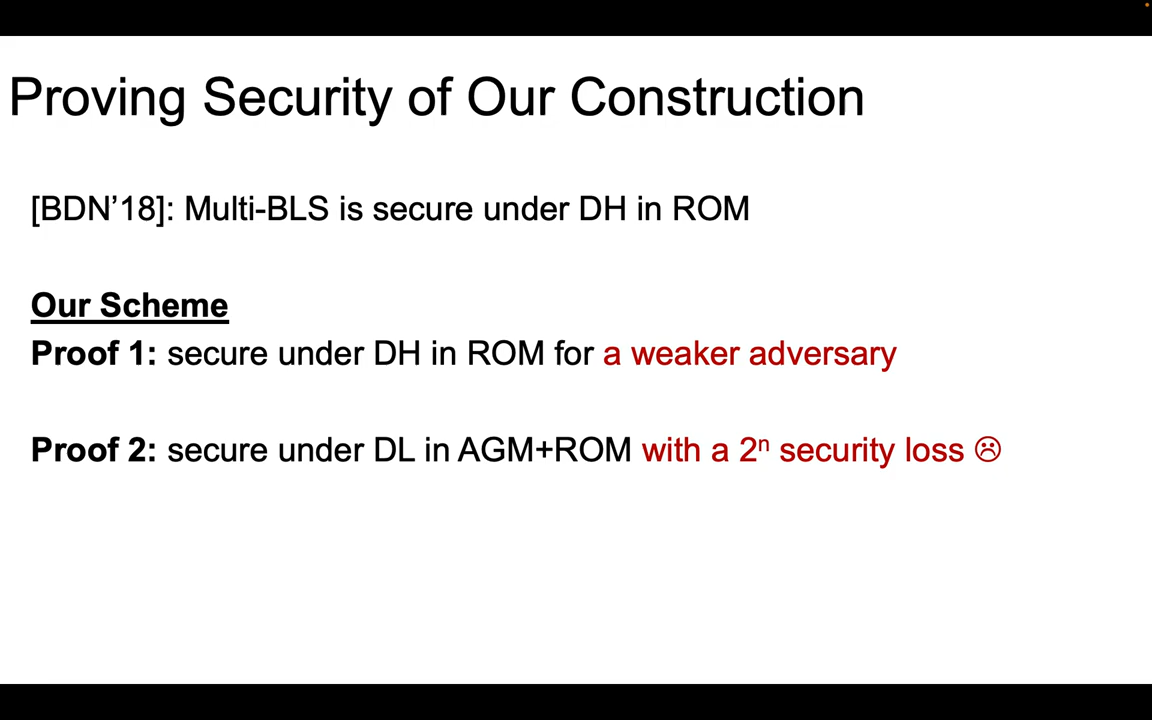 Proving Security of Our Construction
[BDN’18]: Multi-BLS is secure under DH in ROM
Our Scheme
Proof 1: secure under DH in ROM for a weaker adversary
Proof 2: secure under DL in AGM+ROM with a 2ⁿ security loss ☹